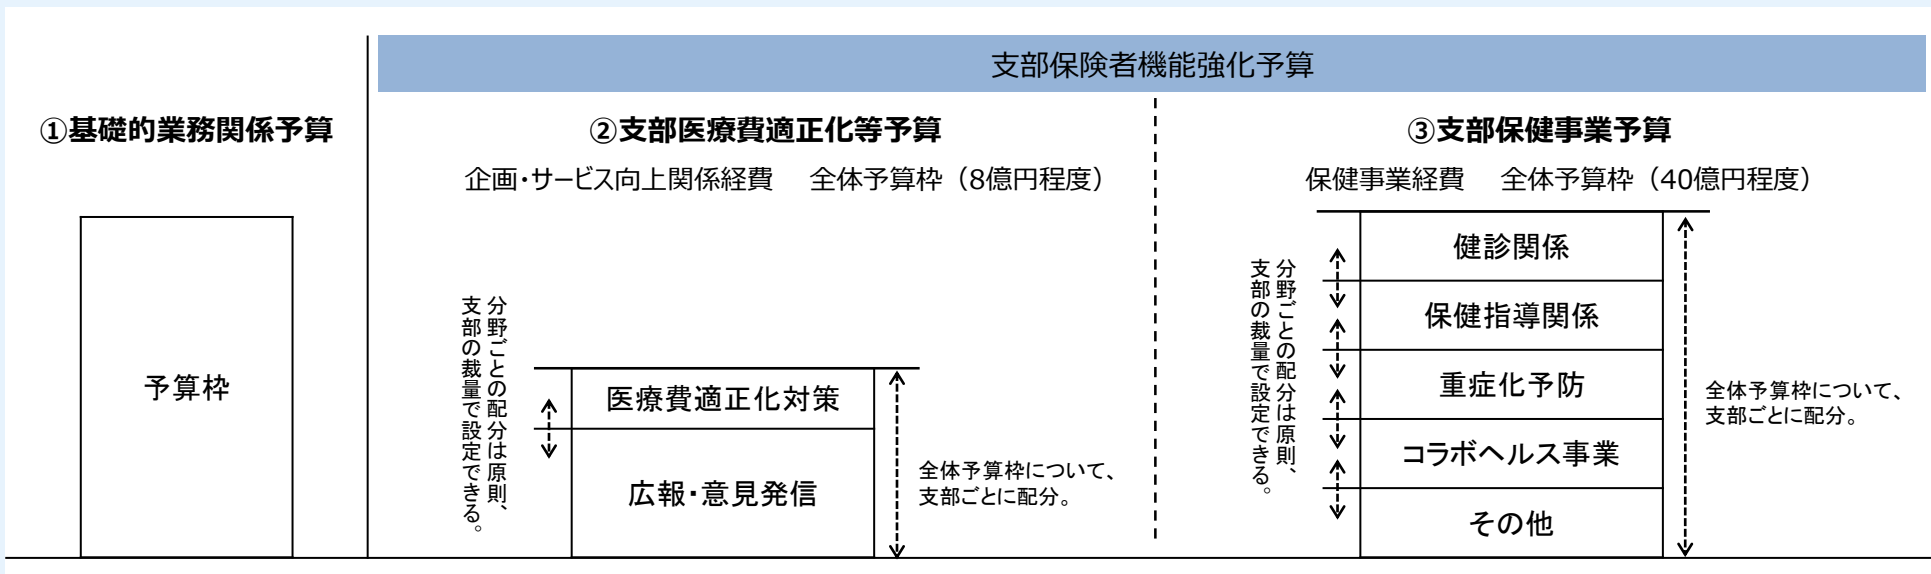 支部保険者機能強化予算
①基礎的業務関係予算
予算枠
②支部医療費適正化等予算
企画・サービス向上関係経費 全体予算枠（8億円程度）
分野ごとの配分は原則、
支部の裁量で設定できる。
医療費適正化対策
広報・意見発信
全体予算枠について、
支部ごとに配分。
③支部保健事業予算
保健事業経費 全体予算枠（40億円程度）
分野ごとの配分は原則、
支部の裁量で設定できる。
健診関係
保健指導関係
重症化予防
コラボヘルス事業
その他
全体予算枠について、
支部ごとに配分。